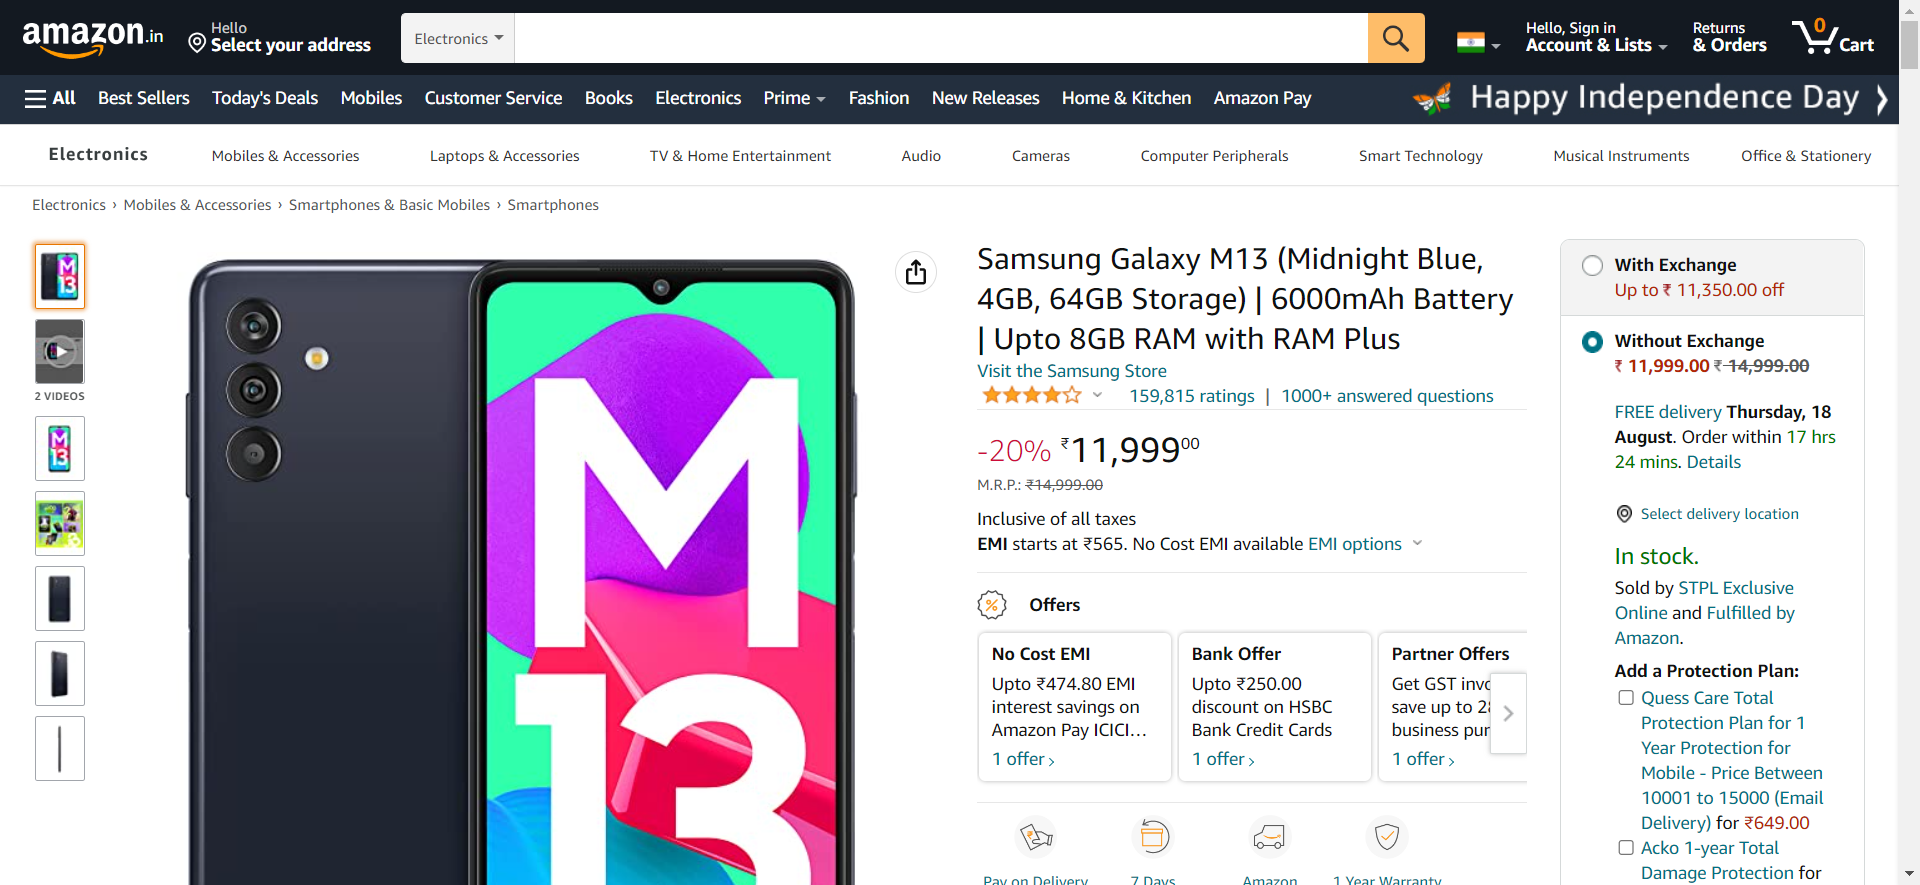 amazon.in
Hello
Select your address
Electronics
Hello, Sign in
Account & Lists
Returns
& Orders
0
Cart
All
Best Sellers
Today's Deals
Mobiles
Customer Service
Books
Electronics
Prime
Fashion
New Releases
Home & Kitchen
Amazon Pay
Happy Independence Day
Electronics
Mobiles & Accessories
Laptops & Accessories
TV & Home Entertainment
Audio
Cameras
Computer Peripherals
Smart Technology
Musical Instruments
Office & Stationery
Electronics › Mobiles & Accessories › Smartphones & Basic Mobiles › Smartphones
M
13
2 VIDEOS
M
13
M
13
Samsung Galaxy M13 (Midnight Blue,
4GB, 64GB Storage) | 6000mAh Battery
| Upto 8GB RAM with RAM Plus
Visit the Samsung Store
159,815 ratings | 1000+ answered questions
-20% ₹11,99900
M.R.P.: ₹14,999.00
Inclusive of all taxes
EMI starts at ₹565. No Cost EMI available EMI options
Offers
No Cost EMI
Upto ₹474.80 EMI
interest savings on
Amazon Pay ICICI…
1 offer ›
Bank Offer
Upto ₹250.00
discount on HSBC
Bank Credit Cards
1 offer ›
Partner Offers
Get GST
save up to
business
1 offer ›
Pay on Delivery
7 Days
Amazon
1 Year Warranty
With Exchange
Up to ₹ 11,350.00 off
Without Exchange
₹ 11,999.00 ₹ 14,999.00
FREE delivery Thursday, 18
August. Order within 17 hrs
24 mins. Details
Select delivery location
In stock.
Sold by STPL Exclusive
Online and Fulfilled by
Amazon.
Add a Protection Plan:
Quess Care Total
Protection Plan for 1
Year Protection for
Mobile - Price Between
10001 to 15000 (Email
Delivery) for ₹649.00
Acko 1-year Total
Damage Protection for